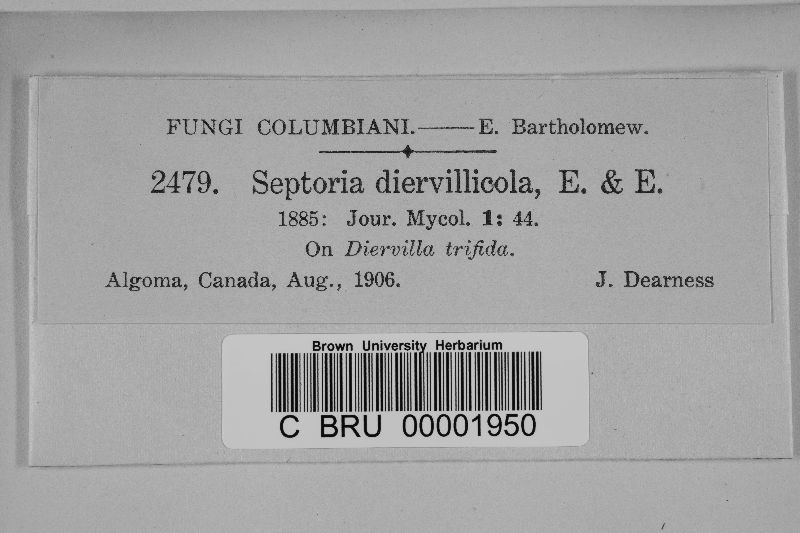 FUNGI COLUMBIANI.——E. Bartholomew.
2479. Septoria diervillicola, E. & E.
1885: Jour. Mycol. 1: 44.
On Diervilla trifida.
Algoma, Canada, Aug., 1906. J. Dearness
Brown University Herbarium
C BRU 00001950